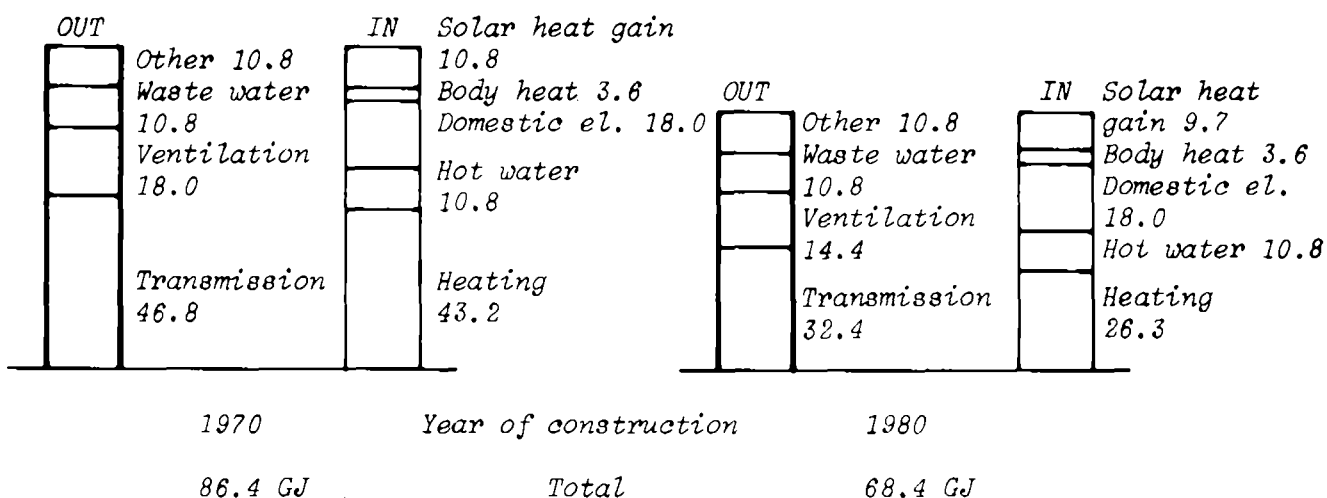 OUT
Other 10.8
Waste water
10.8
Ventilation
18.0
Transmission
46.8
IN
Solar heat gain
10.8
Body heat 3.6
Domestic el. 18.0
Hot water
10.8
Heating
43.2
OUT
Other 10.8
Waste water
10.8
Ventilation
14.4
Transmission
32.4
IN
Solar heat
gain 9.7
Body heat 3.6
Domestic el.
18.0
Hot water 10.8
Heating
26.3
1970 Year of construction 1980
86.4 GJ Total 68.4 GJ